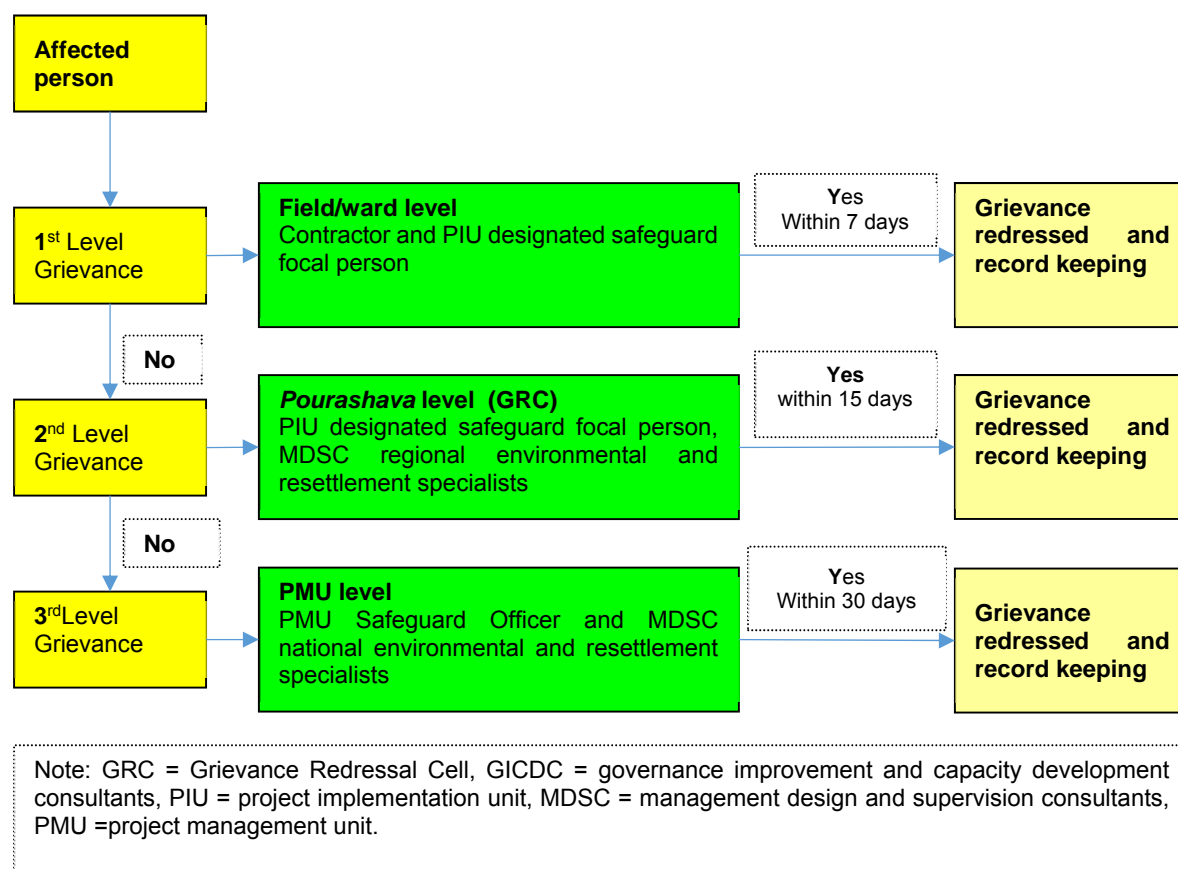 Affected
person
1st Level
Grievance
Field/ward level
Contractor and PIU designated safeguard
focal person
Yes
Within 7 days
Grievance
redressed and
record keeping
No
2nd Level
Grievance
Pourashava level (GRC)
PIU designated safeguard focal person,
MDSC regional environmental and
resettlement specialists
Yes
within 15 days
Grievance
redressed and
record keeping
No
3rdLevel
Grievance
PMU level
PMU Safeguard Officer and MDSC
national environmental and resettlement
specialists
Yes
Within 30 days
Grievance
redressed and
record keeping
Note: GRC = Grievance Redressal Cell, GICDC = governance improvement and capacity development
consultants, PIU = project implementation unit, MDSC = management design and supervision consultants,
PMU =project management unit.